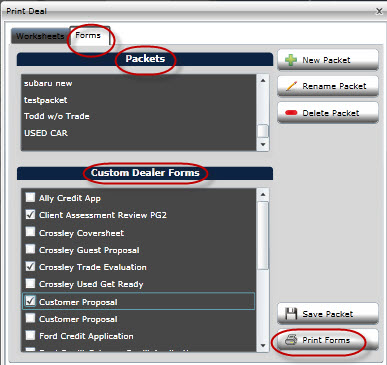 Print Deal
X
Worksheets
Forms
Packets
New Packet
Rename Packet
Delete Packet
subaru new
testpacket
Todd w/o Trade
USED CAR
Custom Dealer Forms
Ally Credit App
Client Assessment Review PG2
Crossley Coversheet
Crossley Guest Proposal
Crossley Trade Evaluation
Crossley Used Get Ready
Customer Proposal
Customer Proposal
Ford Credit Application
Save Packet
Print Forms